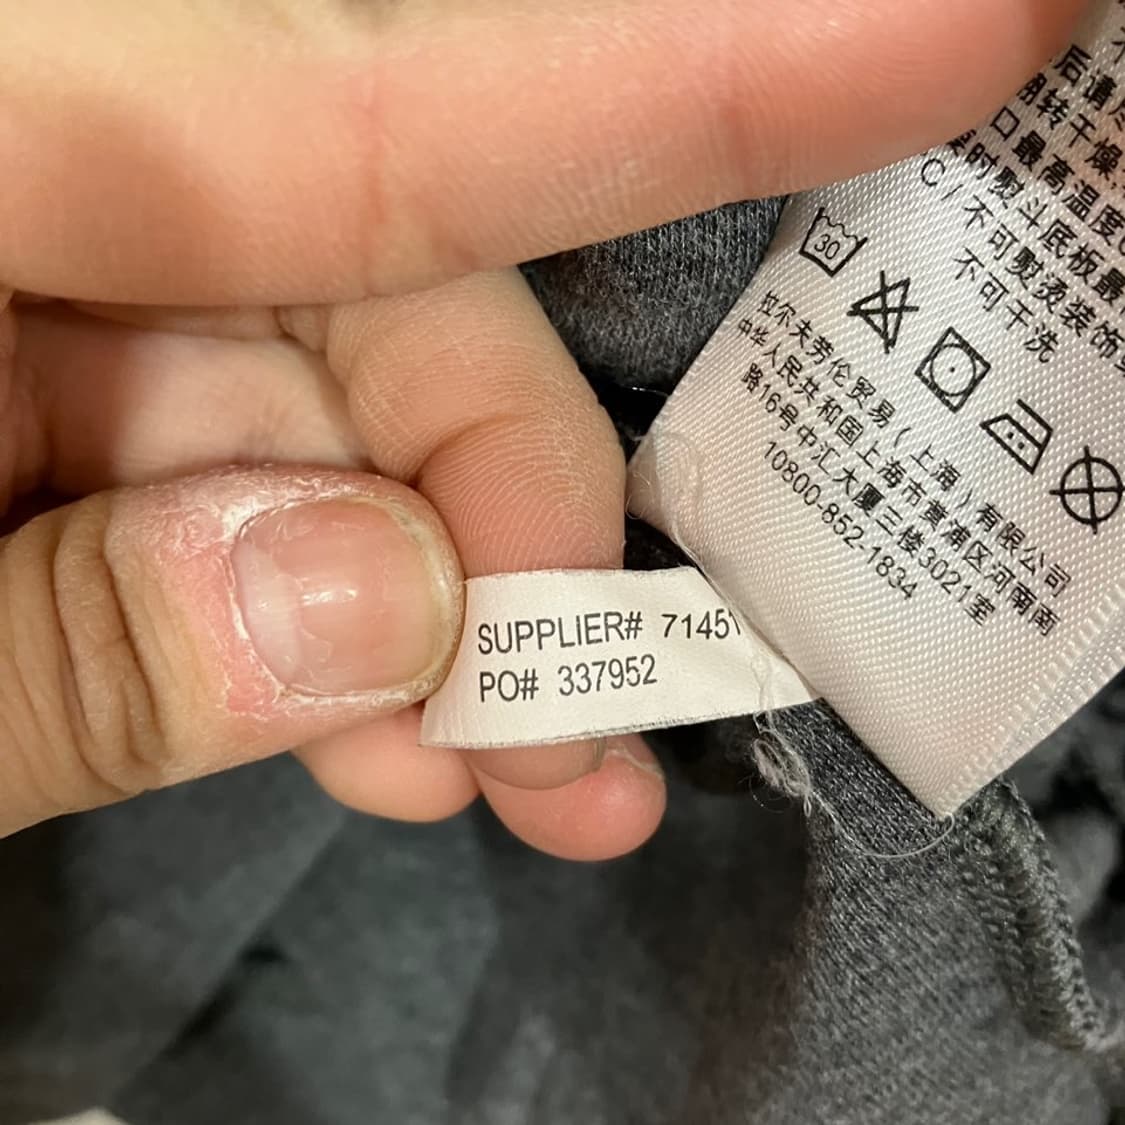 后请尽
翻转干燥,
口最高温度
要时熨斗底板最
C / 不可熨烫装饰
不可干洗
30
拉尔夫劳伦贸易(上海)有限公司
中华人民共和国上海市黄浦区河南南
路16号中汇大厦三楼3021室
10800-852-1834
SUPPLIER# 71451
PO# 337952